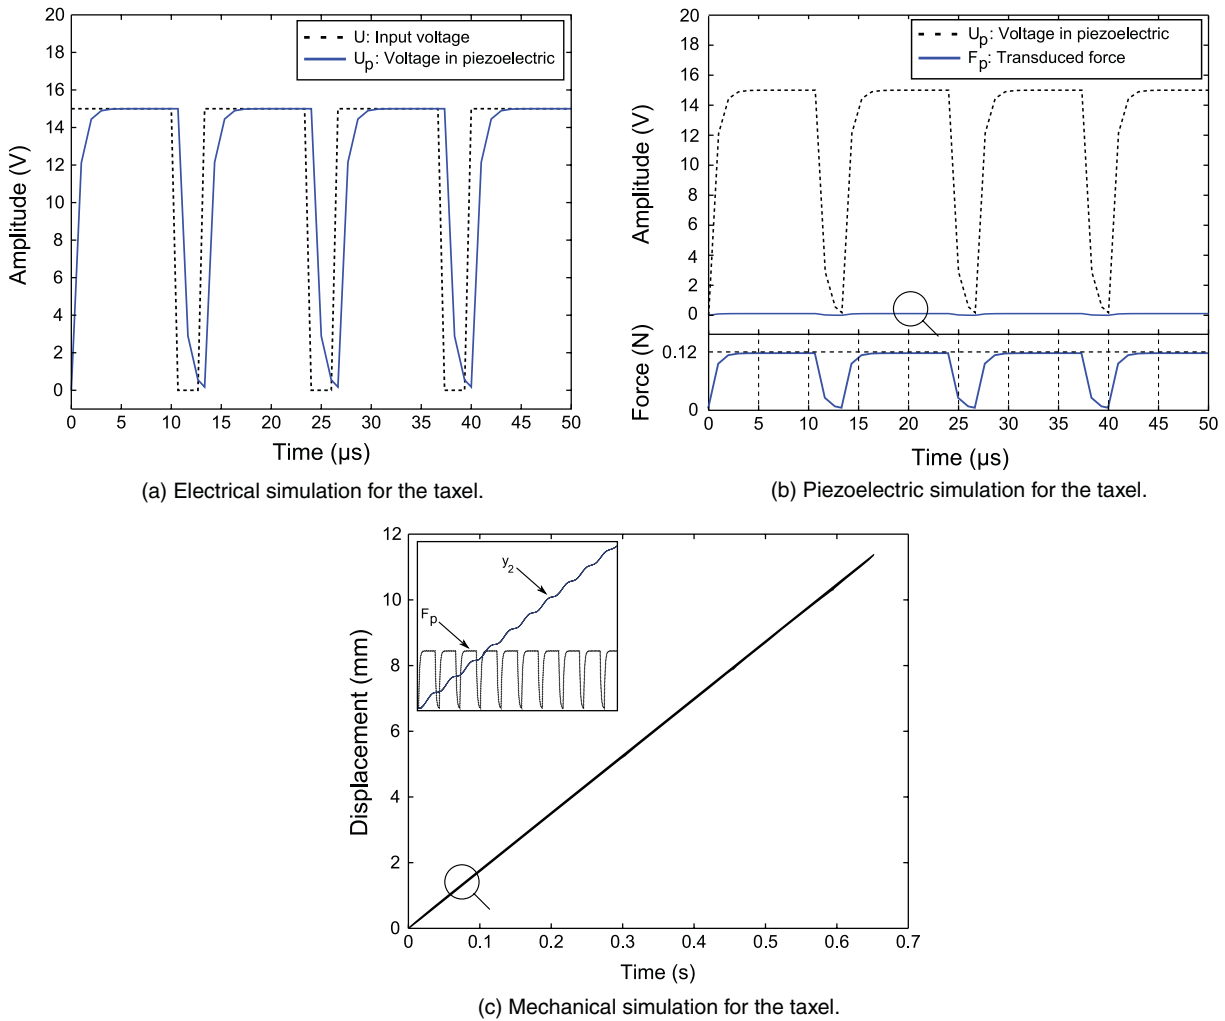 20
18
16
14
12
10
8
6
4
2
0
Amplitude (V)
U: Input voltage
Up: Voltage in piezoelectric
0 5 10 15 20 25 30 35 40 45 50
Time (μs)
(a) Electrical simulation for the taxel.
20
18
16
14
12
10
8
6
4
2
0
Amplitude (V)
Up: Voltage in piezoelectric
Fp: Transduced force
0.12
0
Force (N)
0 5 10 15 20 25 30 35 40 45 50
Time (μs)
(b) Piezoelectric simulation for the taxel.
12
10
8
6
4
2
0
Displacement (mm)
y2
Fp
0 0.1 0.2 0.3 0.4 0.5 0.6 0.7
Time (s)
(c) Mechanical simulation for the taxel.